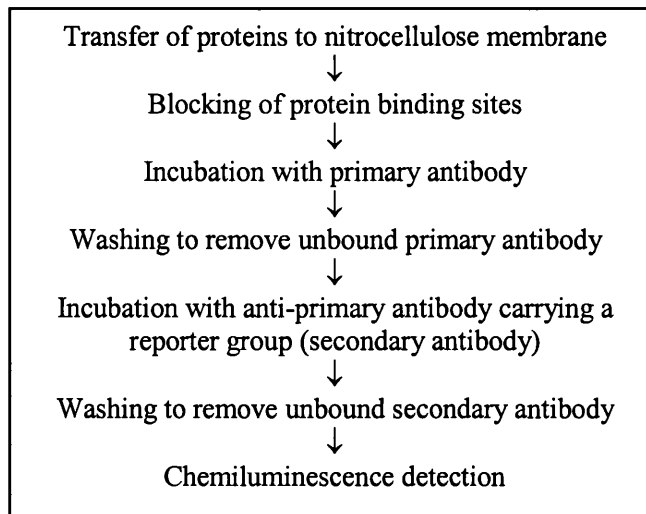 Transfer of proteins to nitrocellulose membrane
↓
Blocking of protein binding sites
↓
Incubation with primary antibody
↓
Washing to remove unbound primary antibody
↓
Incubation with anti-primary antibody carrying a
reporter group (secondary antibody)
↓
Washing to remove unbound secondary antibody
↓
Chemiluminescence detection